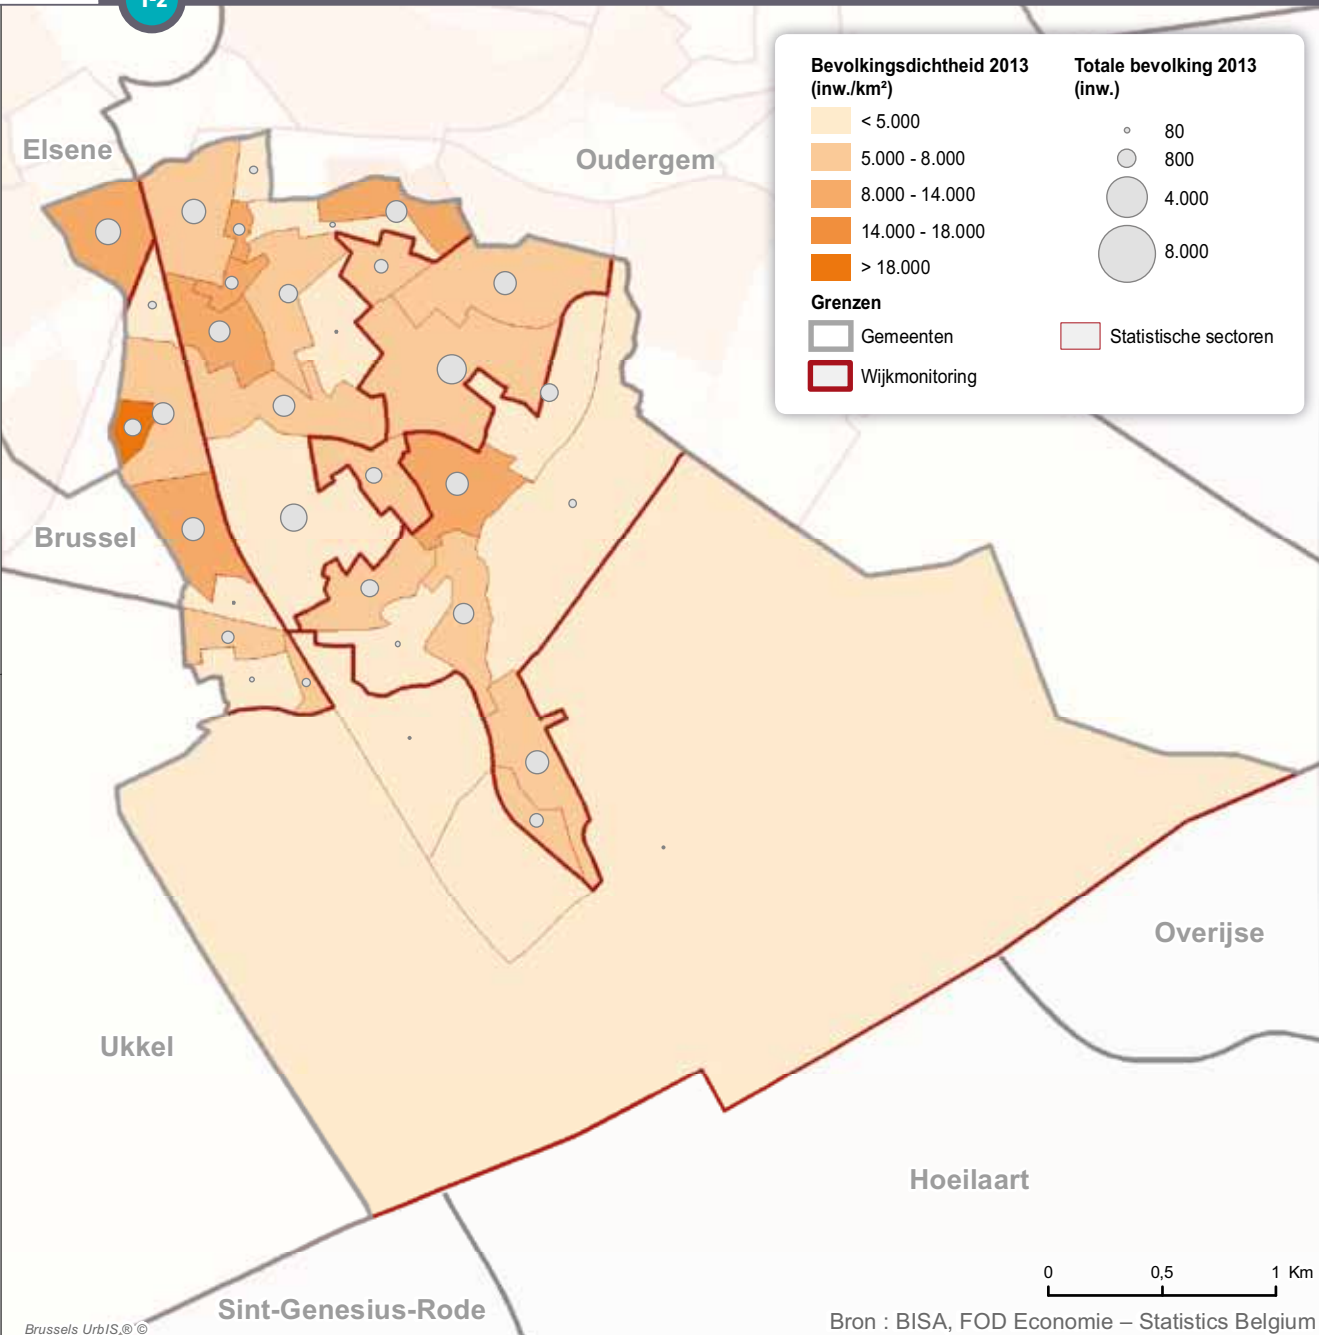 1-2
Bevolkingsdichtheid 2013
(inw./km²)
< 5.000
5.000 - 8.000
8.000 - 14.000
14.000 - 18.000
> 18.000
Totale bevolking 2013
(inw.)
80
800
4.000
8.000
Grenzen
Gemeenten
Wijkmonitoring
Statistische sectoren
Elsene
Oudergem
Brussel
Overijse
Ukkel
Hoeilaart
Sint-Genesius-Rode
0 0,5 1 Km
Brussels UrbIS ® ©
Bron : BISA, FOD Economie – Statistics Belgium